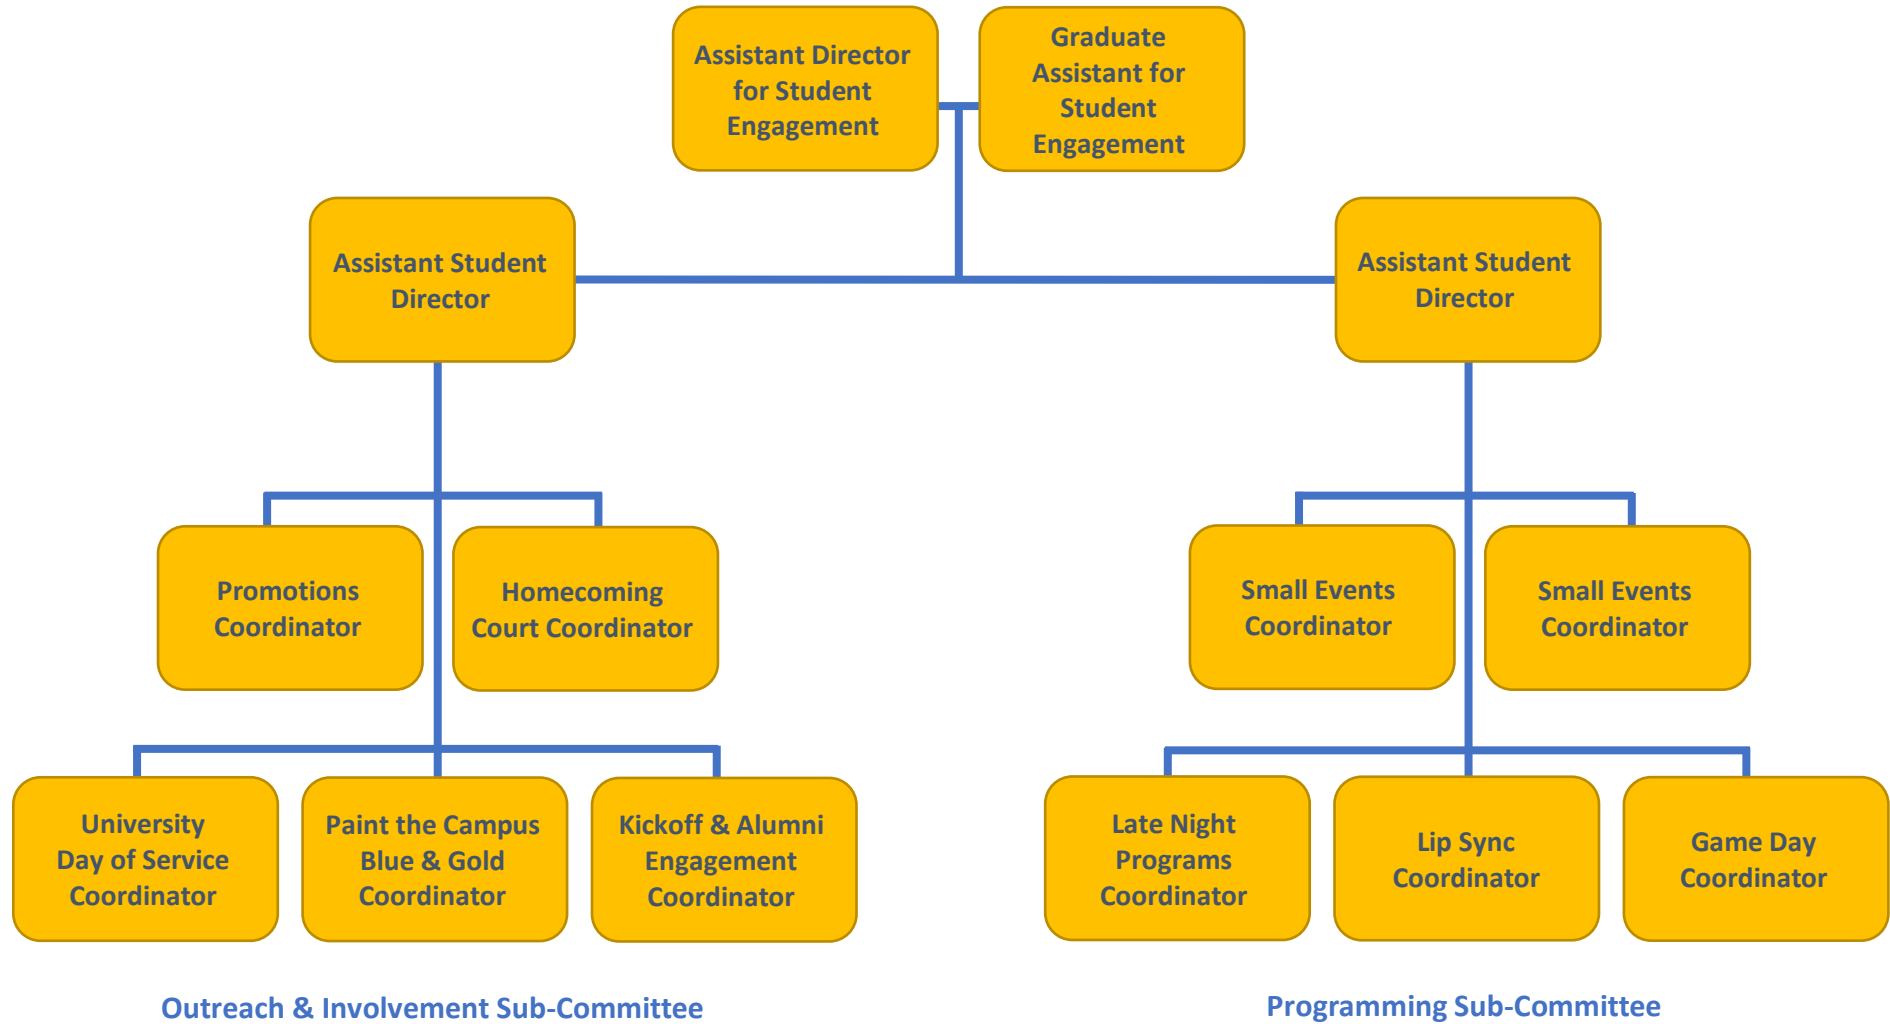 Assistant Director
for Student
Engagement
Graduate
Assistant for
Student
Engagement
Assistant Student
Director
Assistant Student
Director
Promotions
Coordinator
Homecoming
Court Coordinator
Small Events
Coordinator
Small Events
Coordinator
University
Day of Service
Coordinator
Paint the Campus
Blue & Gold
Coordinator
Kickoff & Alumni
Engagement
Coordinator
Late Night
Programs
Coordinator
Lip Sync
Coordinator
Game Day
Coordinator
Outreach & Involvement Sub-Committee
Programming Sub-Committee